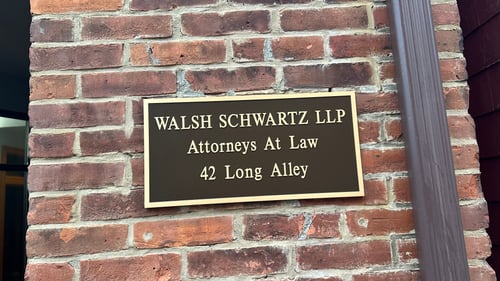 WALSH SCHWARTZ LLP
Attorneys At Law
42 Long Alley